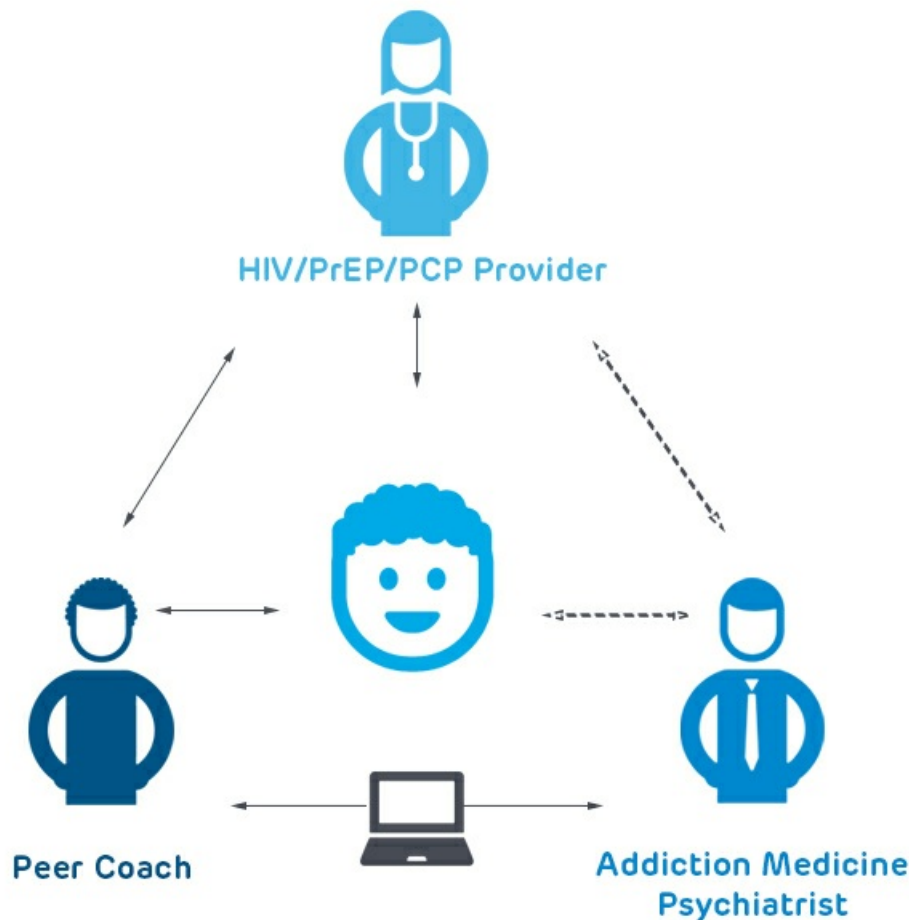 HIV/PrEP/PCP Provider
Peer Coach
Addiction Medicine
Psychiatrist